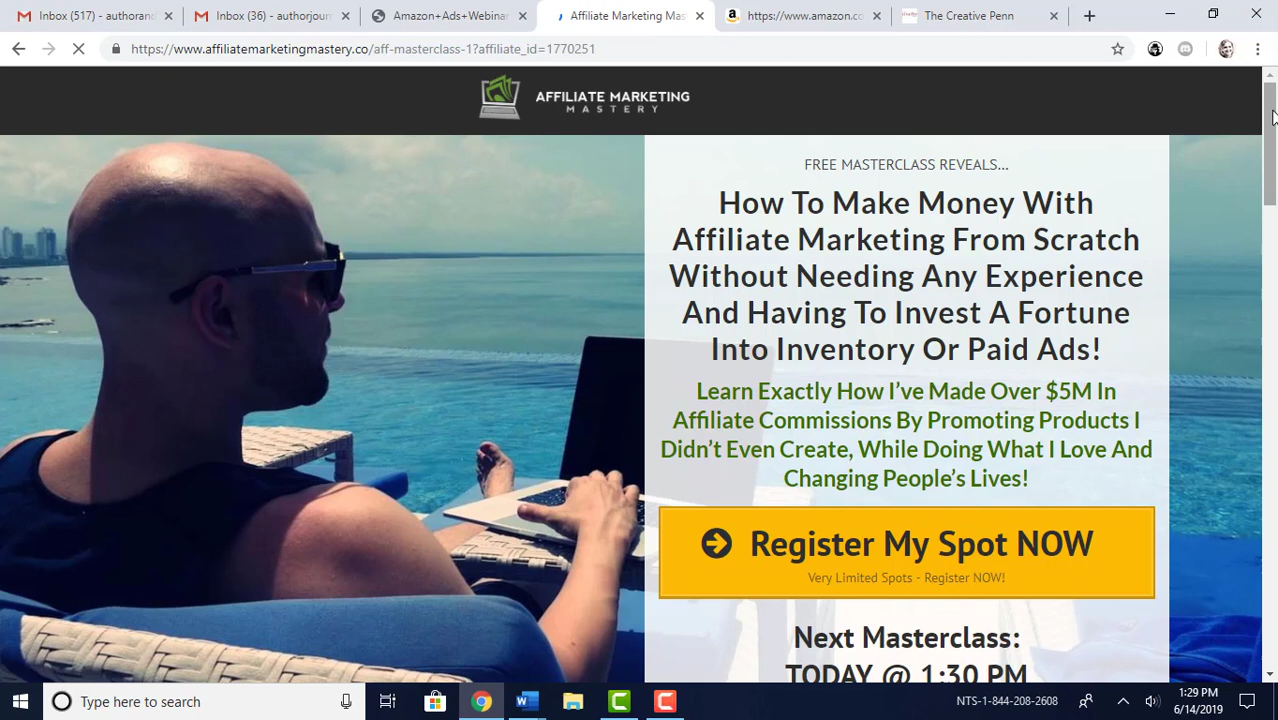 Inbox (517) - authorand
Inbox (36) - authorjour
Amazon+Ads+Webinar
Affiliate Marketing Mas
https://www.amazon.co
The Creative Penn
https://www.affiliatemarketingmastery.co/aff-masterclass-1?affiliate_id=1770251
AFFILIATE MARKETING
MASTERY
FREE MASTERCLASS REVEALS...
How To Make Money With
Affiliate Marketing From Scratch
Without Needing Any Experience
And Having To Invest A Fortune
Into Inventory Or Paid Ads!
Learn Exactly How I've Made Over $5M In
Affiliate Commissions By Promoting Products I
Didn't Even Create, While Doing What I Love And
Changing People's Lives!
Register My Spot NOW
Very Limited Spots - Register NOW!
Next Masterclass:
TODAY @ 1:30 PM
Type here to search
NTS-1-844-208-2608
1:29 PM
6/14/2019